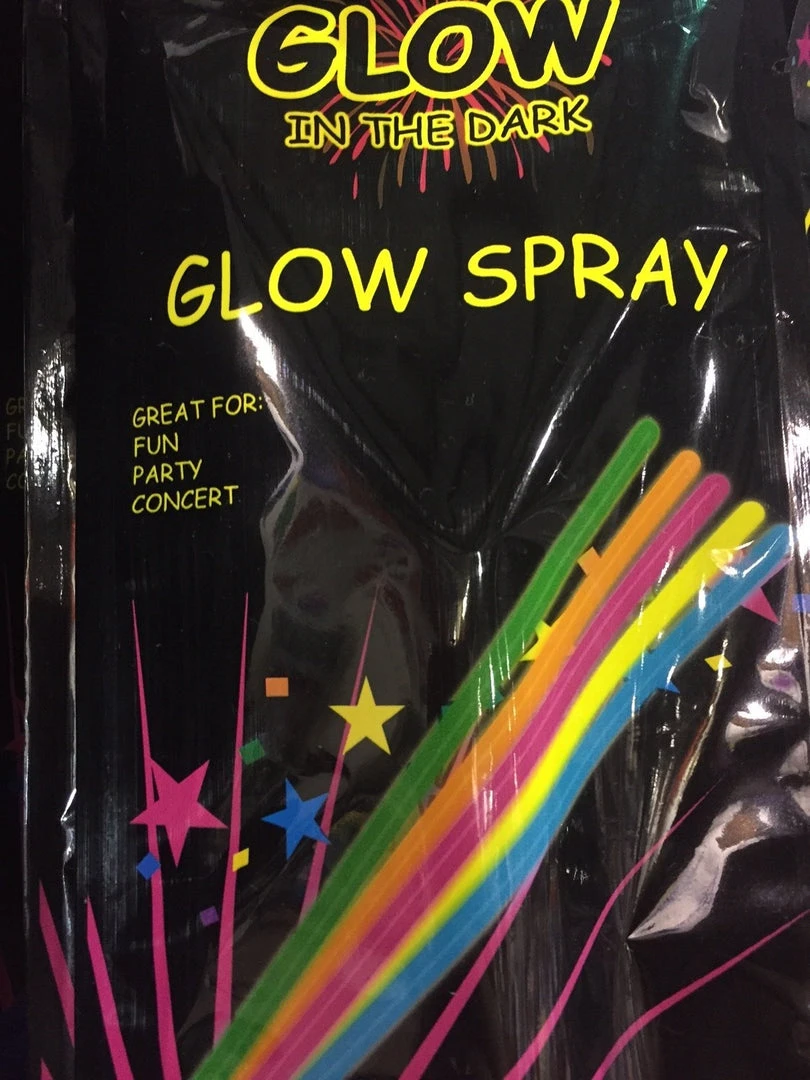 GLOW
IN THE DARK
GLOW SPRAY
GREAT FOR:
FUN
PARTY
CONCERT